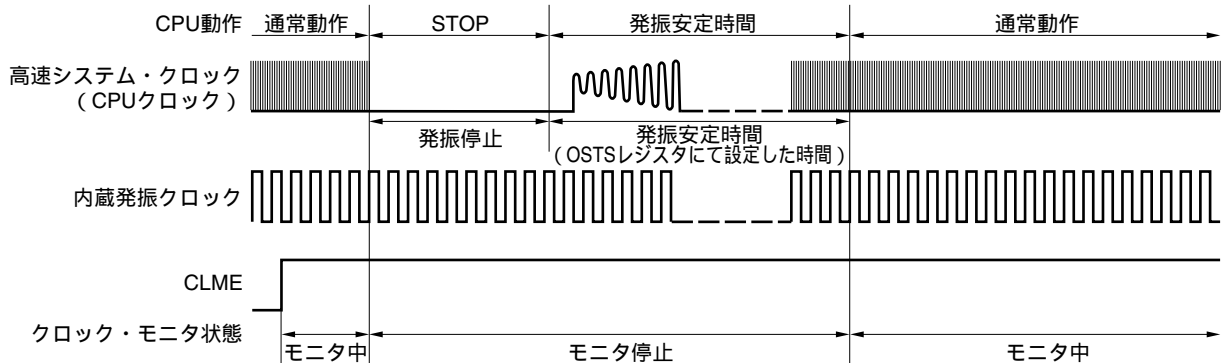 CPU動作 通常動作 STOP 発振安定時間 通常動作
高速システム・クロック
（CPUクロック）
発振停止 発振安定時間
（OSTSレジスタにて設定した時間）
内蔵発振クロック
CLME
クロック・モニタ状態
モニタ中 モニタ停止 モニタ中